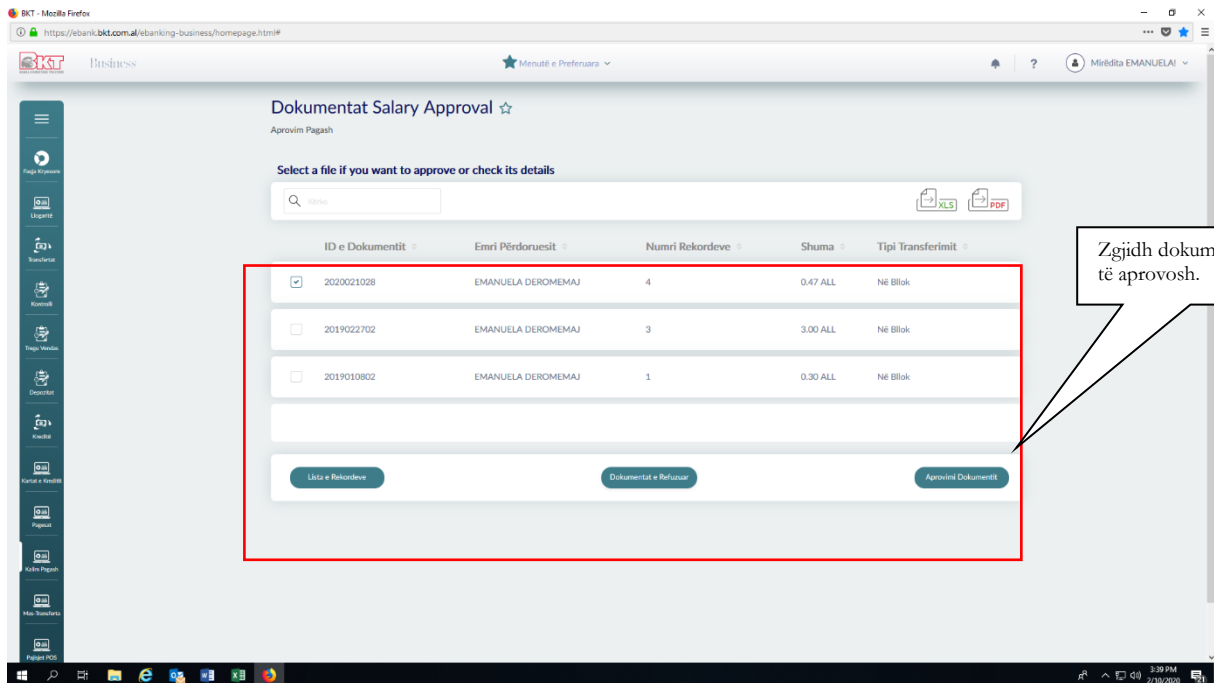 BKT - Mozilla Firefox
https://ebank.bkt.com.al/ebanking-business/homepage.html#
BKT
Business
Menutë e Preferuara
?
Mirëdita EMANUELA!
Dokumentat Salary Approval
Aprovim Pagash
Select a file if you want to approve or check its details
XLS
PDF
ID e Dokumentit
Emri Përdoruesit
Numri Rekordeve
Shuma
Tipi Transferimit
2020021028 EMANUELA DEROMEMAJ 4 0.47 ALL Në Bllok
2019022702 EMANUELA DEROMEMAJ 3 3.00 ALL Në Bllok
2019010802 EMANUELA DEROMEMAJ 1 0.30 ALL Në Bllok
Lista e Rekordeve
Dokumentat e Refuzuar
Aprovimi Dokumentit
Zgjidh dokum
të aprovosh.
Faqja Kryesore
Llogaritë
Transfertat
Kontrolli
Depozitat
Kreditë
Kartat e Kreditit
Pagesat
Kalim Pagash
Mas-Transferta
Pajisjet POS
3:39 PM
2/10/2020
21